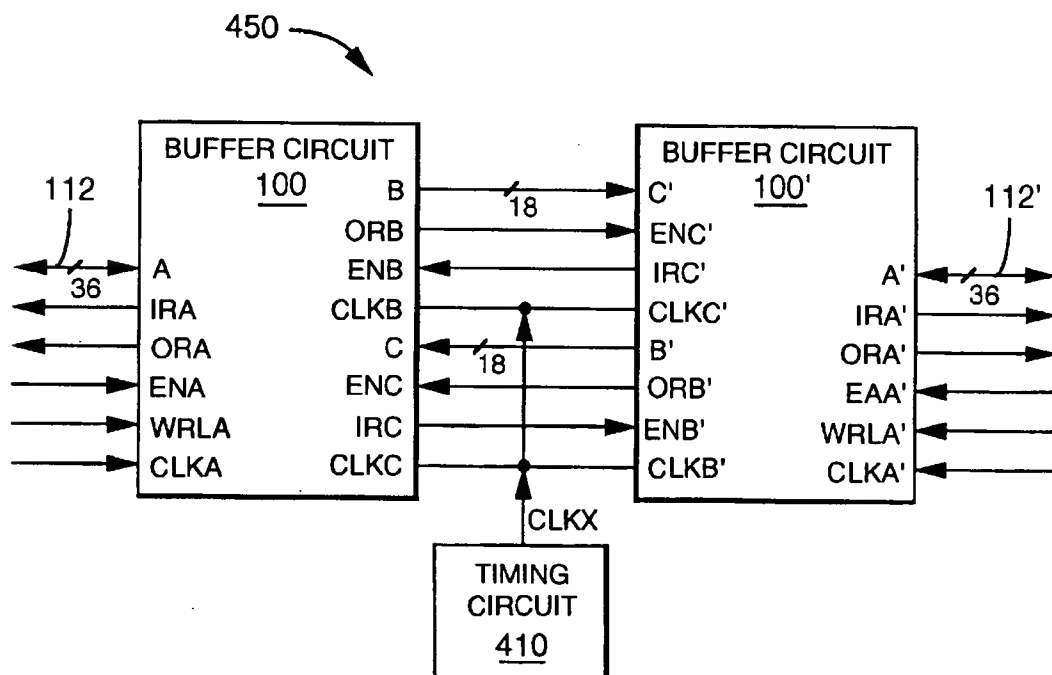 450
BUFFER CIRCUIT
100
B
ORB
ENB
CLKB
C
ENC
IRC
CLKC
112
36
A
IRA
ORA
ENA
WRLA
CLKA
18
18
BUFFER CIRCUIT
100'
C'
ENC'
IRC'
CLKC'
B'
ORB'
ENB'
CLKB'
112'
36
A'
IRA'
ORA'
EAA'
WRLA'
CLKA'
CLKX
TIMING
CIRCUIT
410